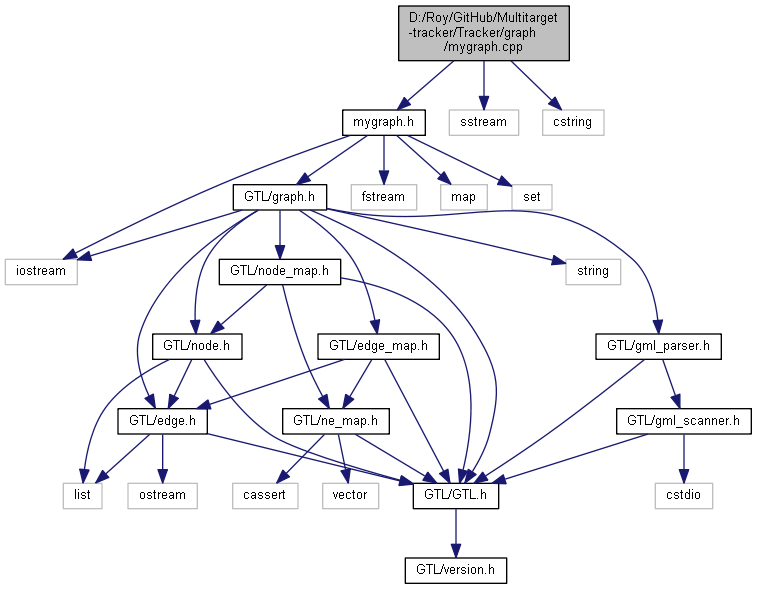 D:/Roy/GitHub/Multitarget
-tracker/Tracker/graph
/mygraph.cpp
mygraph.h
sstream
cstring
GTL/graph.h
fstream
map
set
iostream
GTL/node_map.h
string
GTL/node.h
GTL/edge_map.h
GTL/gml_parser.h
GTL/edge.h
GTL/ne_map.h
GTL/gml_scanner.h
list
ostream
cassert
vector
GTL/GTL.h
cstdio
GTL/version.h